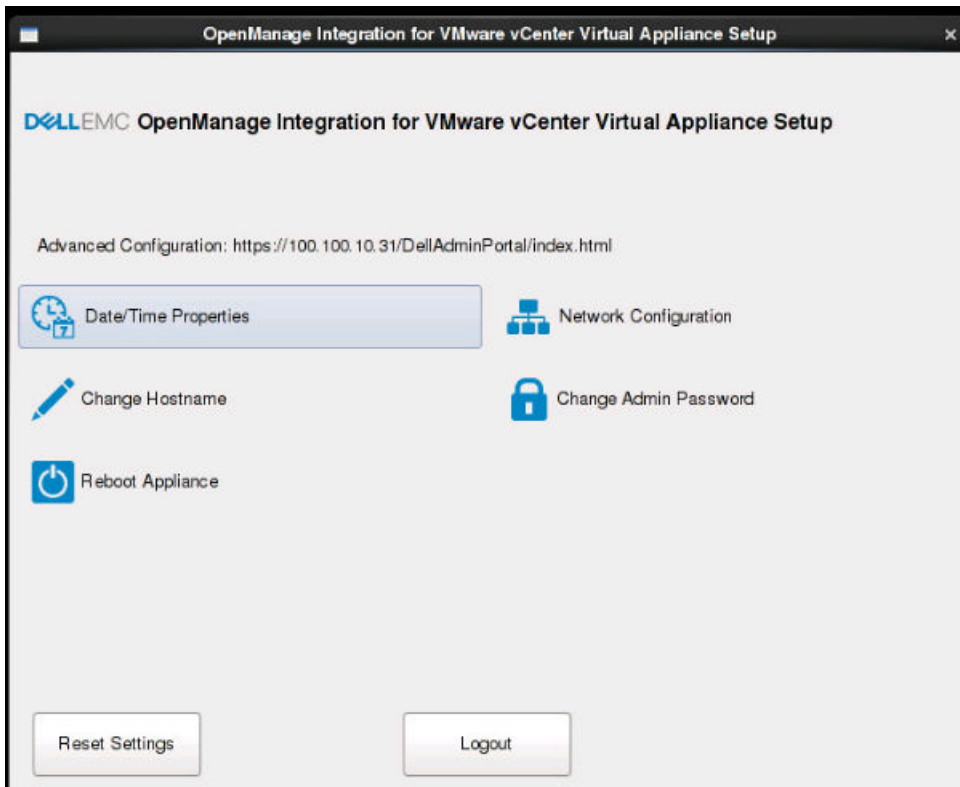 OpenManage Integration for VMware vCenter Virtual Appliance Setup
DELLEMC OpenManage Integration for VMware vCenter Virtual Appliance Setup
Advanced Configuration: https://100.100.10.31/DellAdminPortal/index.html
Date/Time Properties
7
Network Configuration
Change Hostname
Change Admin Password
Reboot Appliance
Reset Settings
Logout